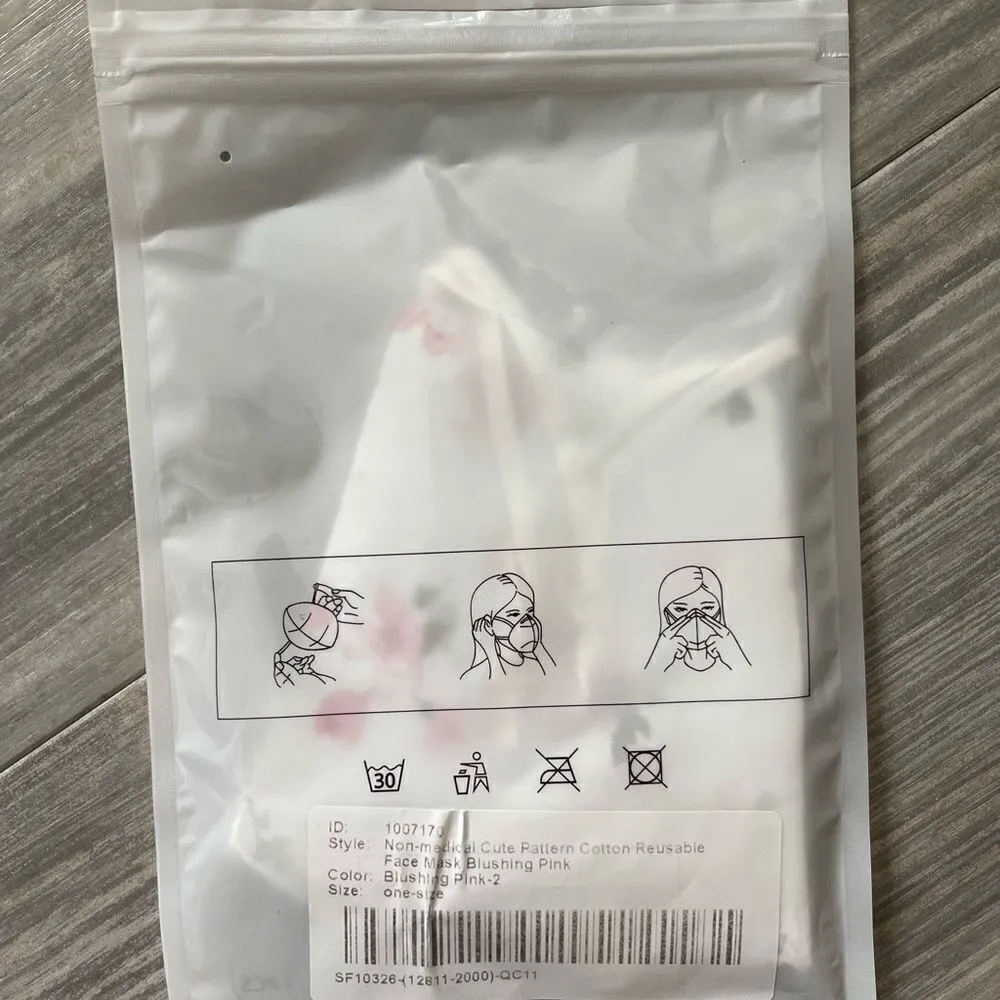 30
ID: 1007170
Style: Non-medical Cute Pattern Cotton Reusable
Face Mask Blushing Pink
Color: Blushing Pink-2
Size: one-size
SF10326-(12811-2000)-QC11
PCS